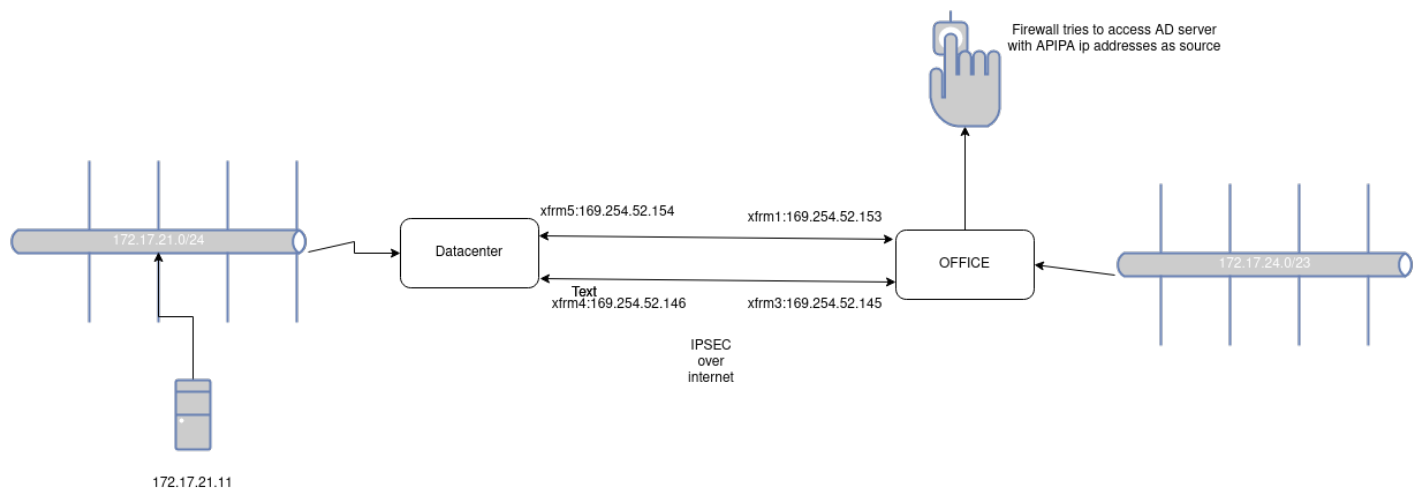 Firewall tries to access AD server
with APIPA ip addresses as source
xfrm5:169.254.52.154
xfrm1:169.254.52.153
172.17.21.0/24
Datacenter
OFFICE
172.17.24.0/23
Text
xfrm4:169.254.52.146
xfrm3:169.254.52.145
IPSEC
over
internet
172.17.21.11